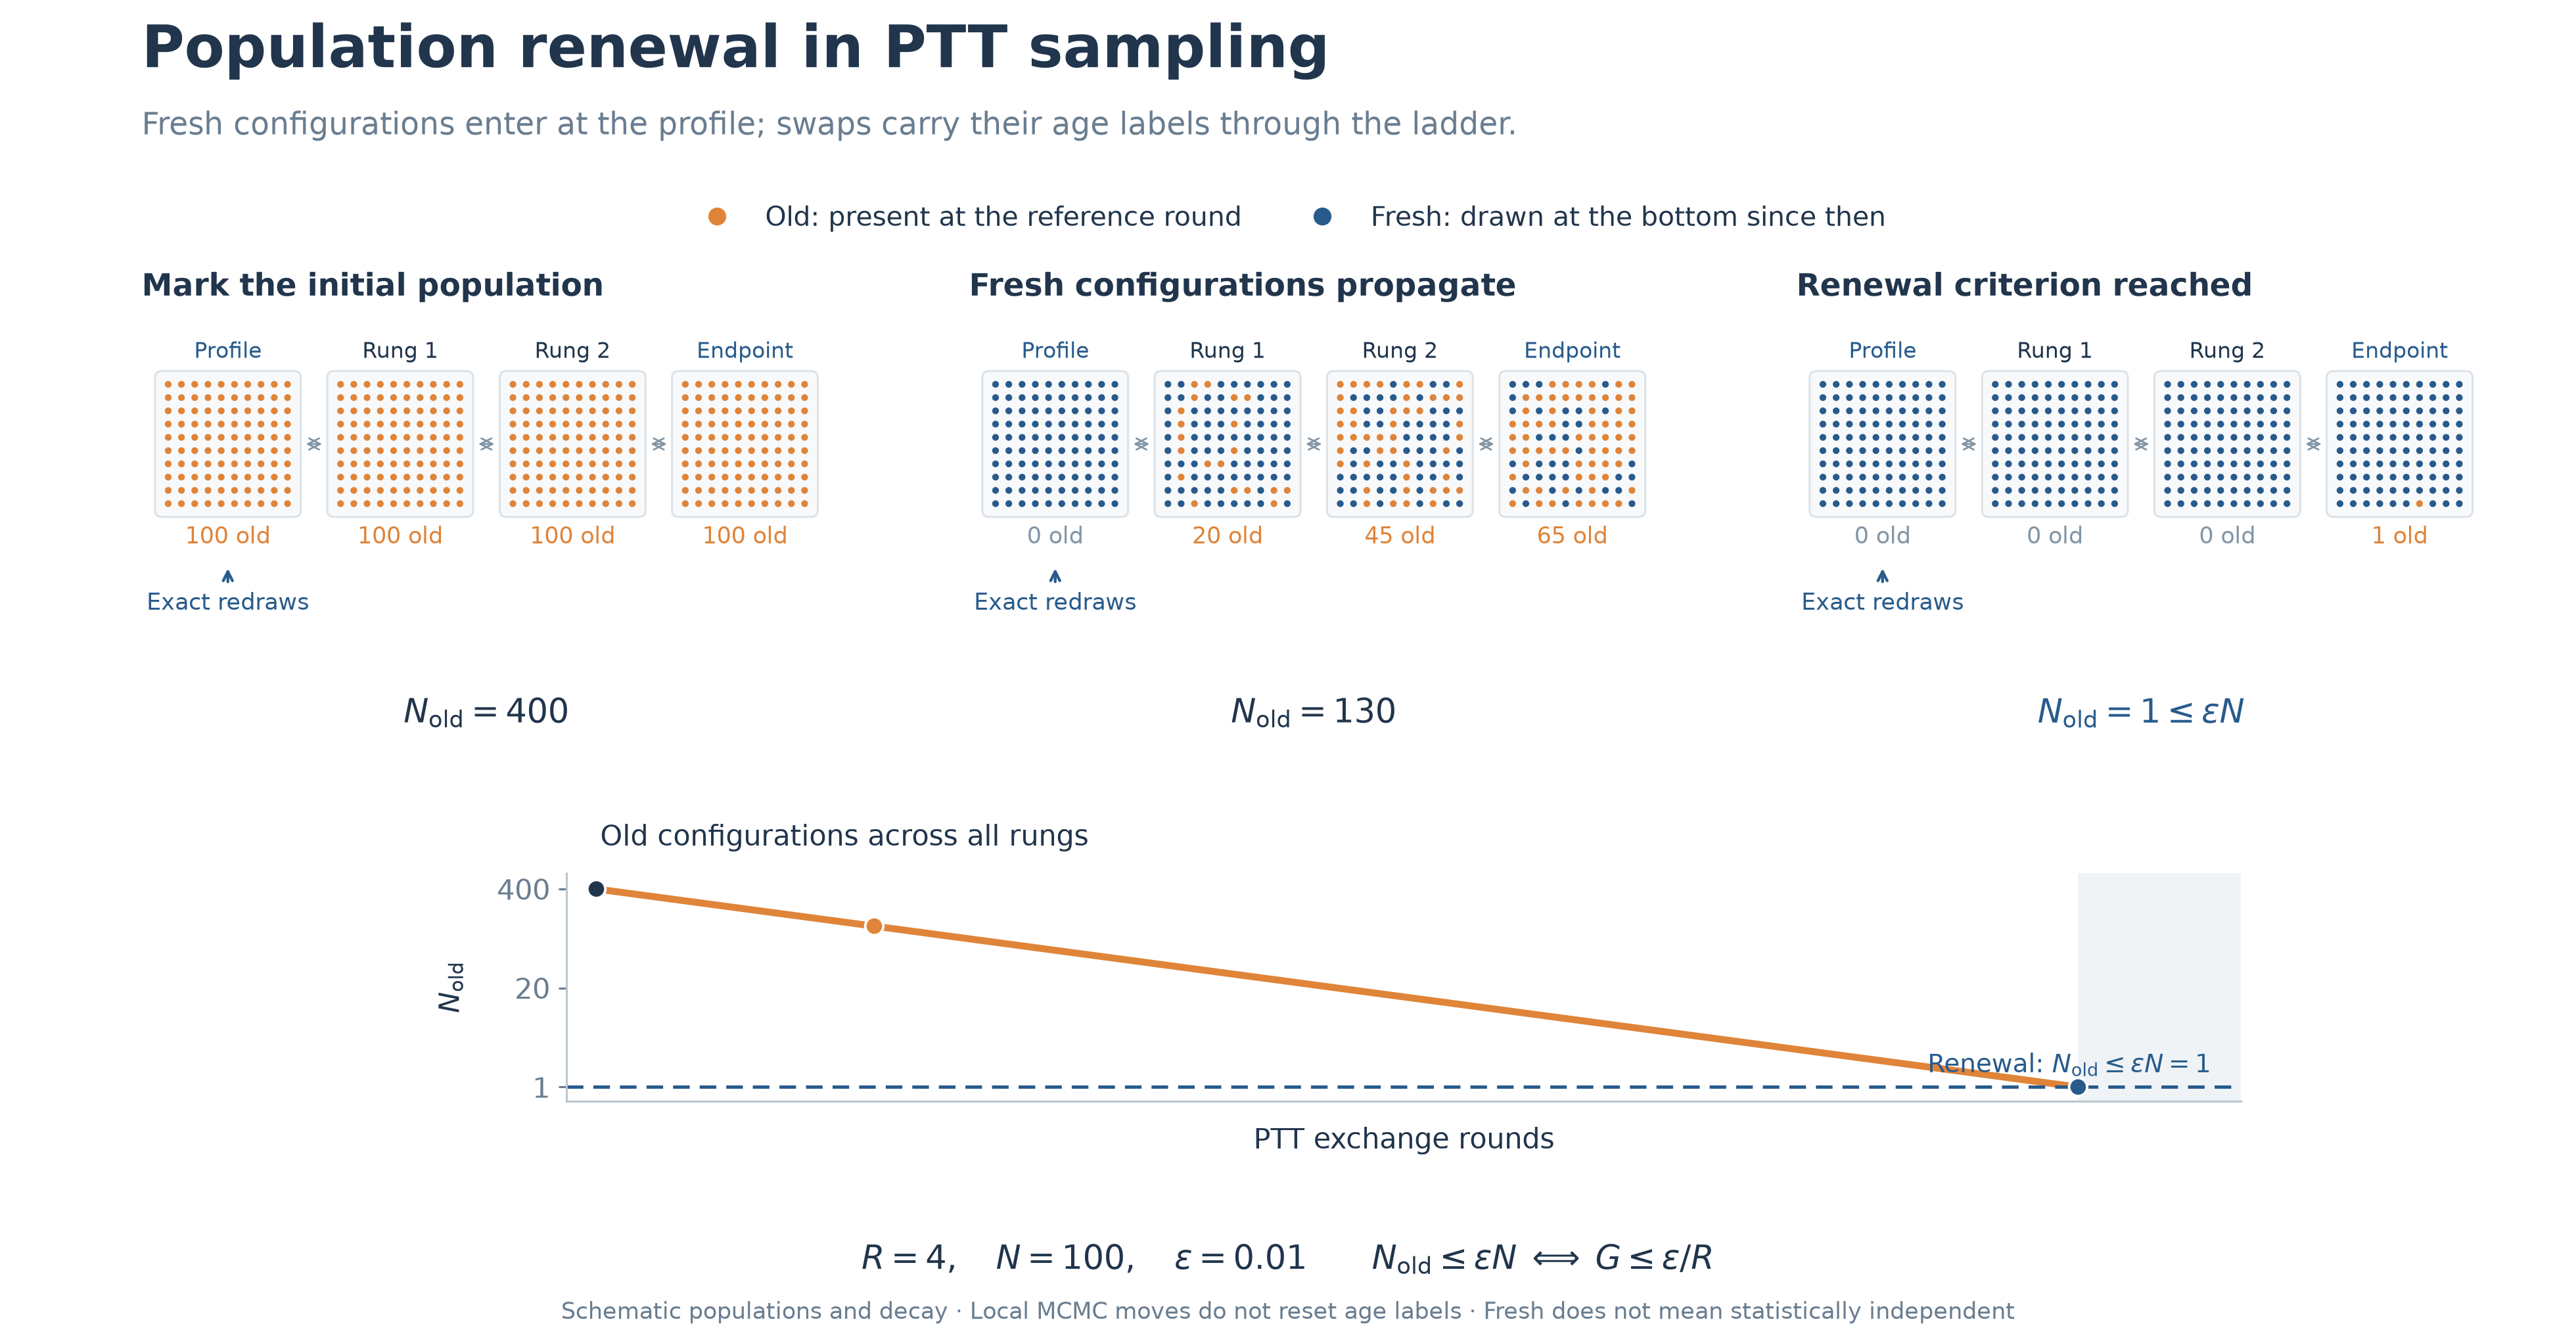 Population renewal in PTT sampling
Fresh configurations enter at the profile; swaps carry their age labels through the ladder.
Old: present at the reference round
Fresh: drawn at the bottom since then
Mark the initial population
Profile
Rung 1
Rung 2
Endpoint
100 old
100 old
100 old
100 old
Exact redraws
N_old = 400
Fresh configurations propagate
Profile
Rung 1
Rung 2
Endpoint
0 old
20 old
45 old
65 old
Exact redraws
N_old = 130
Renewal criterion reached
Profile
Rung 1
Rung 2
Endpoint
0 old
0 old
0 old
1 old
Exact redraws
N_old = 1 ≤ εN
Old configurations across all rungs
N_old
400
20
1
Renewal: N_old ≤ εN = 1
PTT exchange rounds
R = 4, N = 100, ε = 0.01 N_old ≤ εN ⟺ G ≤ ε/R
Schematic populations and decay · Local MCMC moves do not reset age labels · Fresh does not mean statistically independent